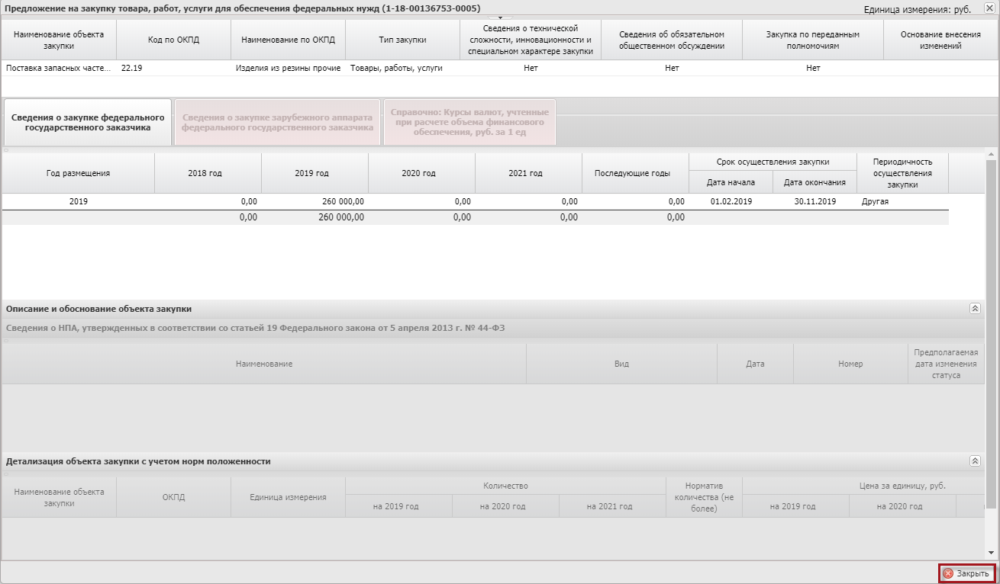 Предложение на закупку товара, работ, услуги для обеспечения федеральных нужд (1-18-00136753-0005)
Единица измерения: руб.
Наименование объекта
закупки
Код по ОКПД
Наименование по ОКПД
Тип закупки
Сведения о технической
сложности, инновационности и
специальном характере закупки
Сведения об обязательном
общественном обсуждении
Закупка по переданным
полномочиям
Основание внесения
изменений
Поставка запасных часте...
22.19
Изделия из резины прочие
Товары, работы, услуги
Нет
Нет
Нет
Сведения о закупке федерального
государственного заказчика
Сведения о закупке зарубежного аппарата
федерального государственного заказчика
Справочно: Курсы валют, учтенные
при расчете объема финансового
обеспечения, руб. за 1 ед
Год размещения
2018 год
2019 год
2020 год
2021 год
Последующие годы
Срок осуществления закупки
Дата начала
Дата окончания
Периодичность
осуществления
закупки
2019
0,00
260 000,00
0,00
0,00
0,00
01.02.2019
30.11.2019
Другая
0,00
260 000,00
0,00
0,00
0,00
Описание и обоснование объекта закупки
Сведения о НПА, утвержденных в соответствии со статьей 19 Федерального закона от 5 апреля 2013 г. № 44-ФЗ
Наименование
Вид
Дата
Номер
Предполагаемая
дата изменения
статуса
Детализация объекта закупки с учетом норм положенности
Наименование объекта
закупки
ОКПД
Единица измерения
Количество
на 2019 год
на 2020 год
на 2021 год
Норматив
количества (не
более)
Цена за единицу, руб.
на 2019 год
на 2020 год
Закрыть